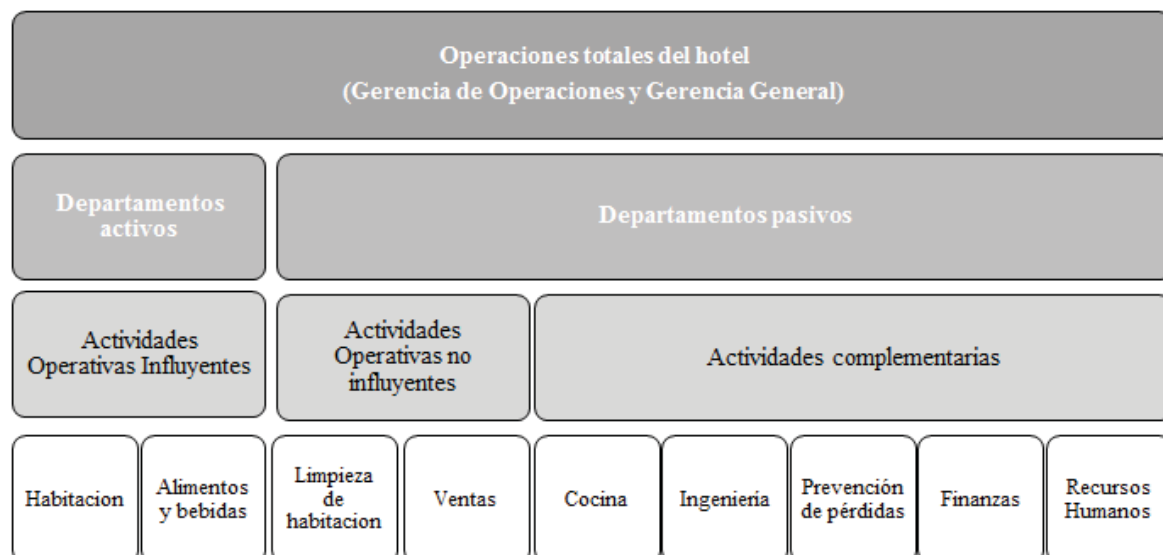 Operaciones totales del hotel
(Gerencia de Operaciones y Gerencia General)
Departamentos
activos
Departamentos pasivos
Actividades
Operativas Influyentes
Actividades
Operativas no
influyentes
Actividades complementarias
Habitacion
Alimentos
y bebidas
Limpieza
de
habitacion
Ventas
Cocina
Ingeniería
Prevención
de pérdidas
Finanzas
Recursos
Humanos